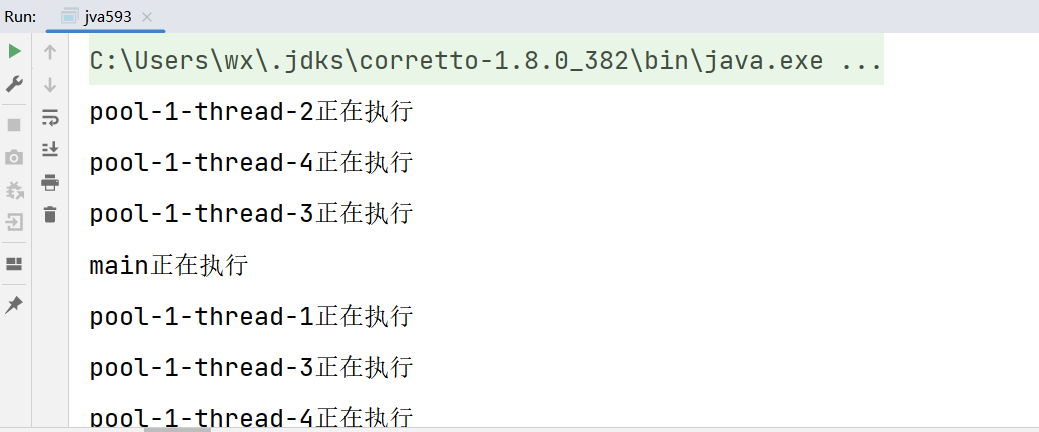 Run: jva593
C:\Users\wx\.jdks\corretto-1.8.0_382\bin\java.exe ...
pool-1-thread-2正在执行
pool-1-thread-4正在执行
pool-1-thread-3正在执行
main正在执行
pool-1-thread-1正在执行
pool-1-thread-3正在执行
pool-1-thread-4正在执行